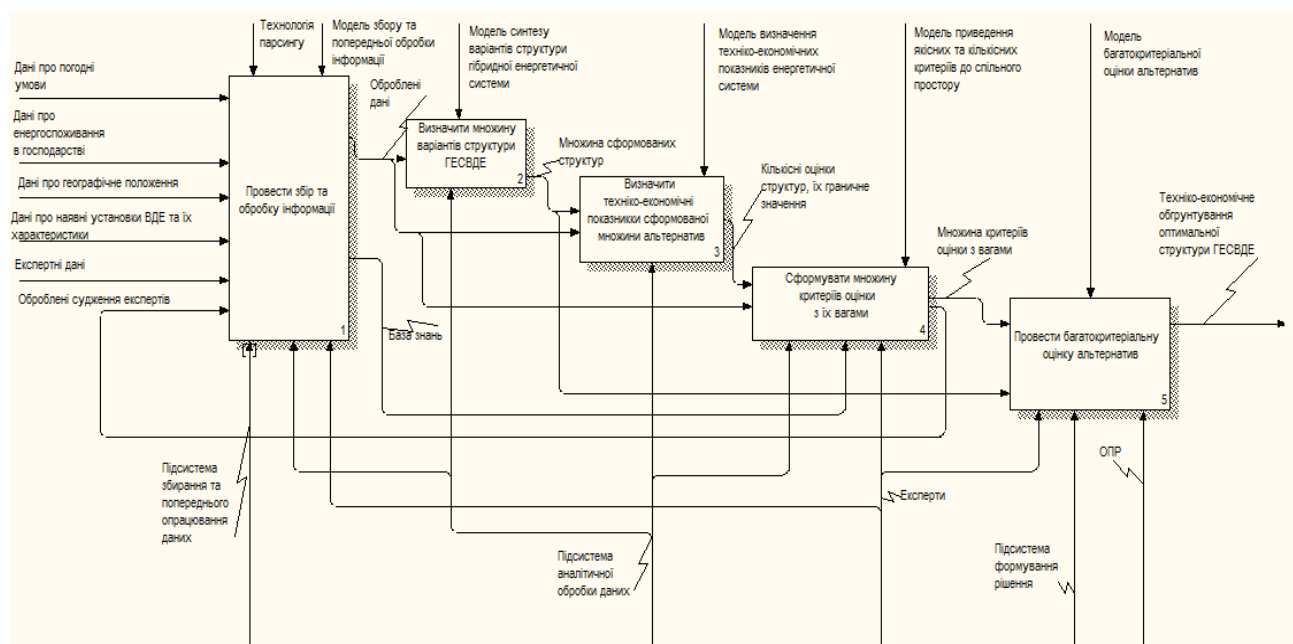 Технологія
парсингу
Модель збору та
попередньої обробки
інформації
Модель синтезу
варіантів структури
гібридної енергетичної
системи
Модель визначення
техніко-економічних
показників енергетичної
системи
Модель приведення
якісних та кількісних
критеріїв до спільного
простору
Модель
багатокритеріальної
оцінки альтернатив
Дані про погодні
умови
Дані про
енергоспоживання
в господарстві
Дані про географічне положення
Дані про наявні установки ВДЕ та їх
характеристики
Експертні дані
Оброблені судження експертів
Провести збір та
обробку інформації
1
Оброблені
дані
Визначити множину
варіантів структури
ГЕСВДЕ
2
Множина сформованих
структур
Визначити
техніко-економічні
показникки сформованої
множини альтернатив
3
Кількісні оцінки
структур, їх граничне
значення
Сформувати множину
критеріїв оцінки
з їх вагами
4
Множина критеріїв
оцінки з вагами
Провести багатокритеріальну
оцінку альтернатив
5
Техніко-економічне
обгрунтування
оптимальної
структури ГЕСВДЕ
База знань
Підсистема
збирання та
попереднього
опрацювання
даних
Підсистема
аналітичної
обробки даних
Експерти
ОПР
Підсистема
формування
рішення